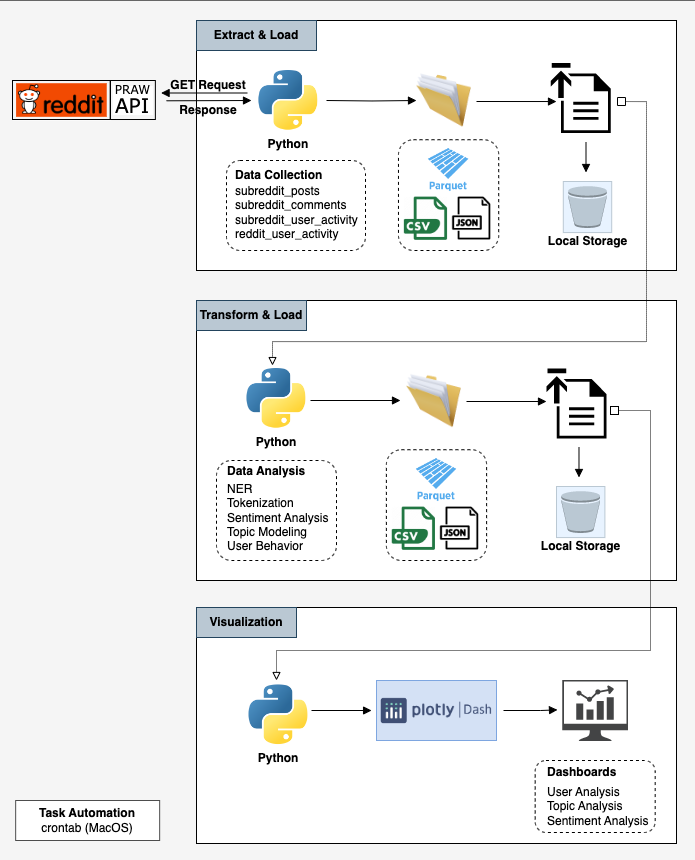 Extract & Load
reddit
PRAW
API
GET Request
Response
Python
Data Collection
subreddit_posts
subreddit_comments
subreddit_user_activity
reddit_user_activity
Parquet
CSV
JSON
Local Storage
Transform & Load
Python
Data Analysis
NER
Tokenization
Sentiment Analysis
Topic Modeling
User Behavior
Parquet
CSV
JSON
Local Storage
Visualization
Python
plotly | Dash
Dashboards
User Analysis
Topic Analysis
Sentiment Analysis
Task Automation
crontab (MacOS)